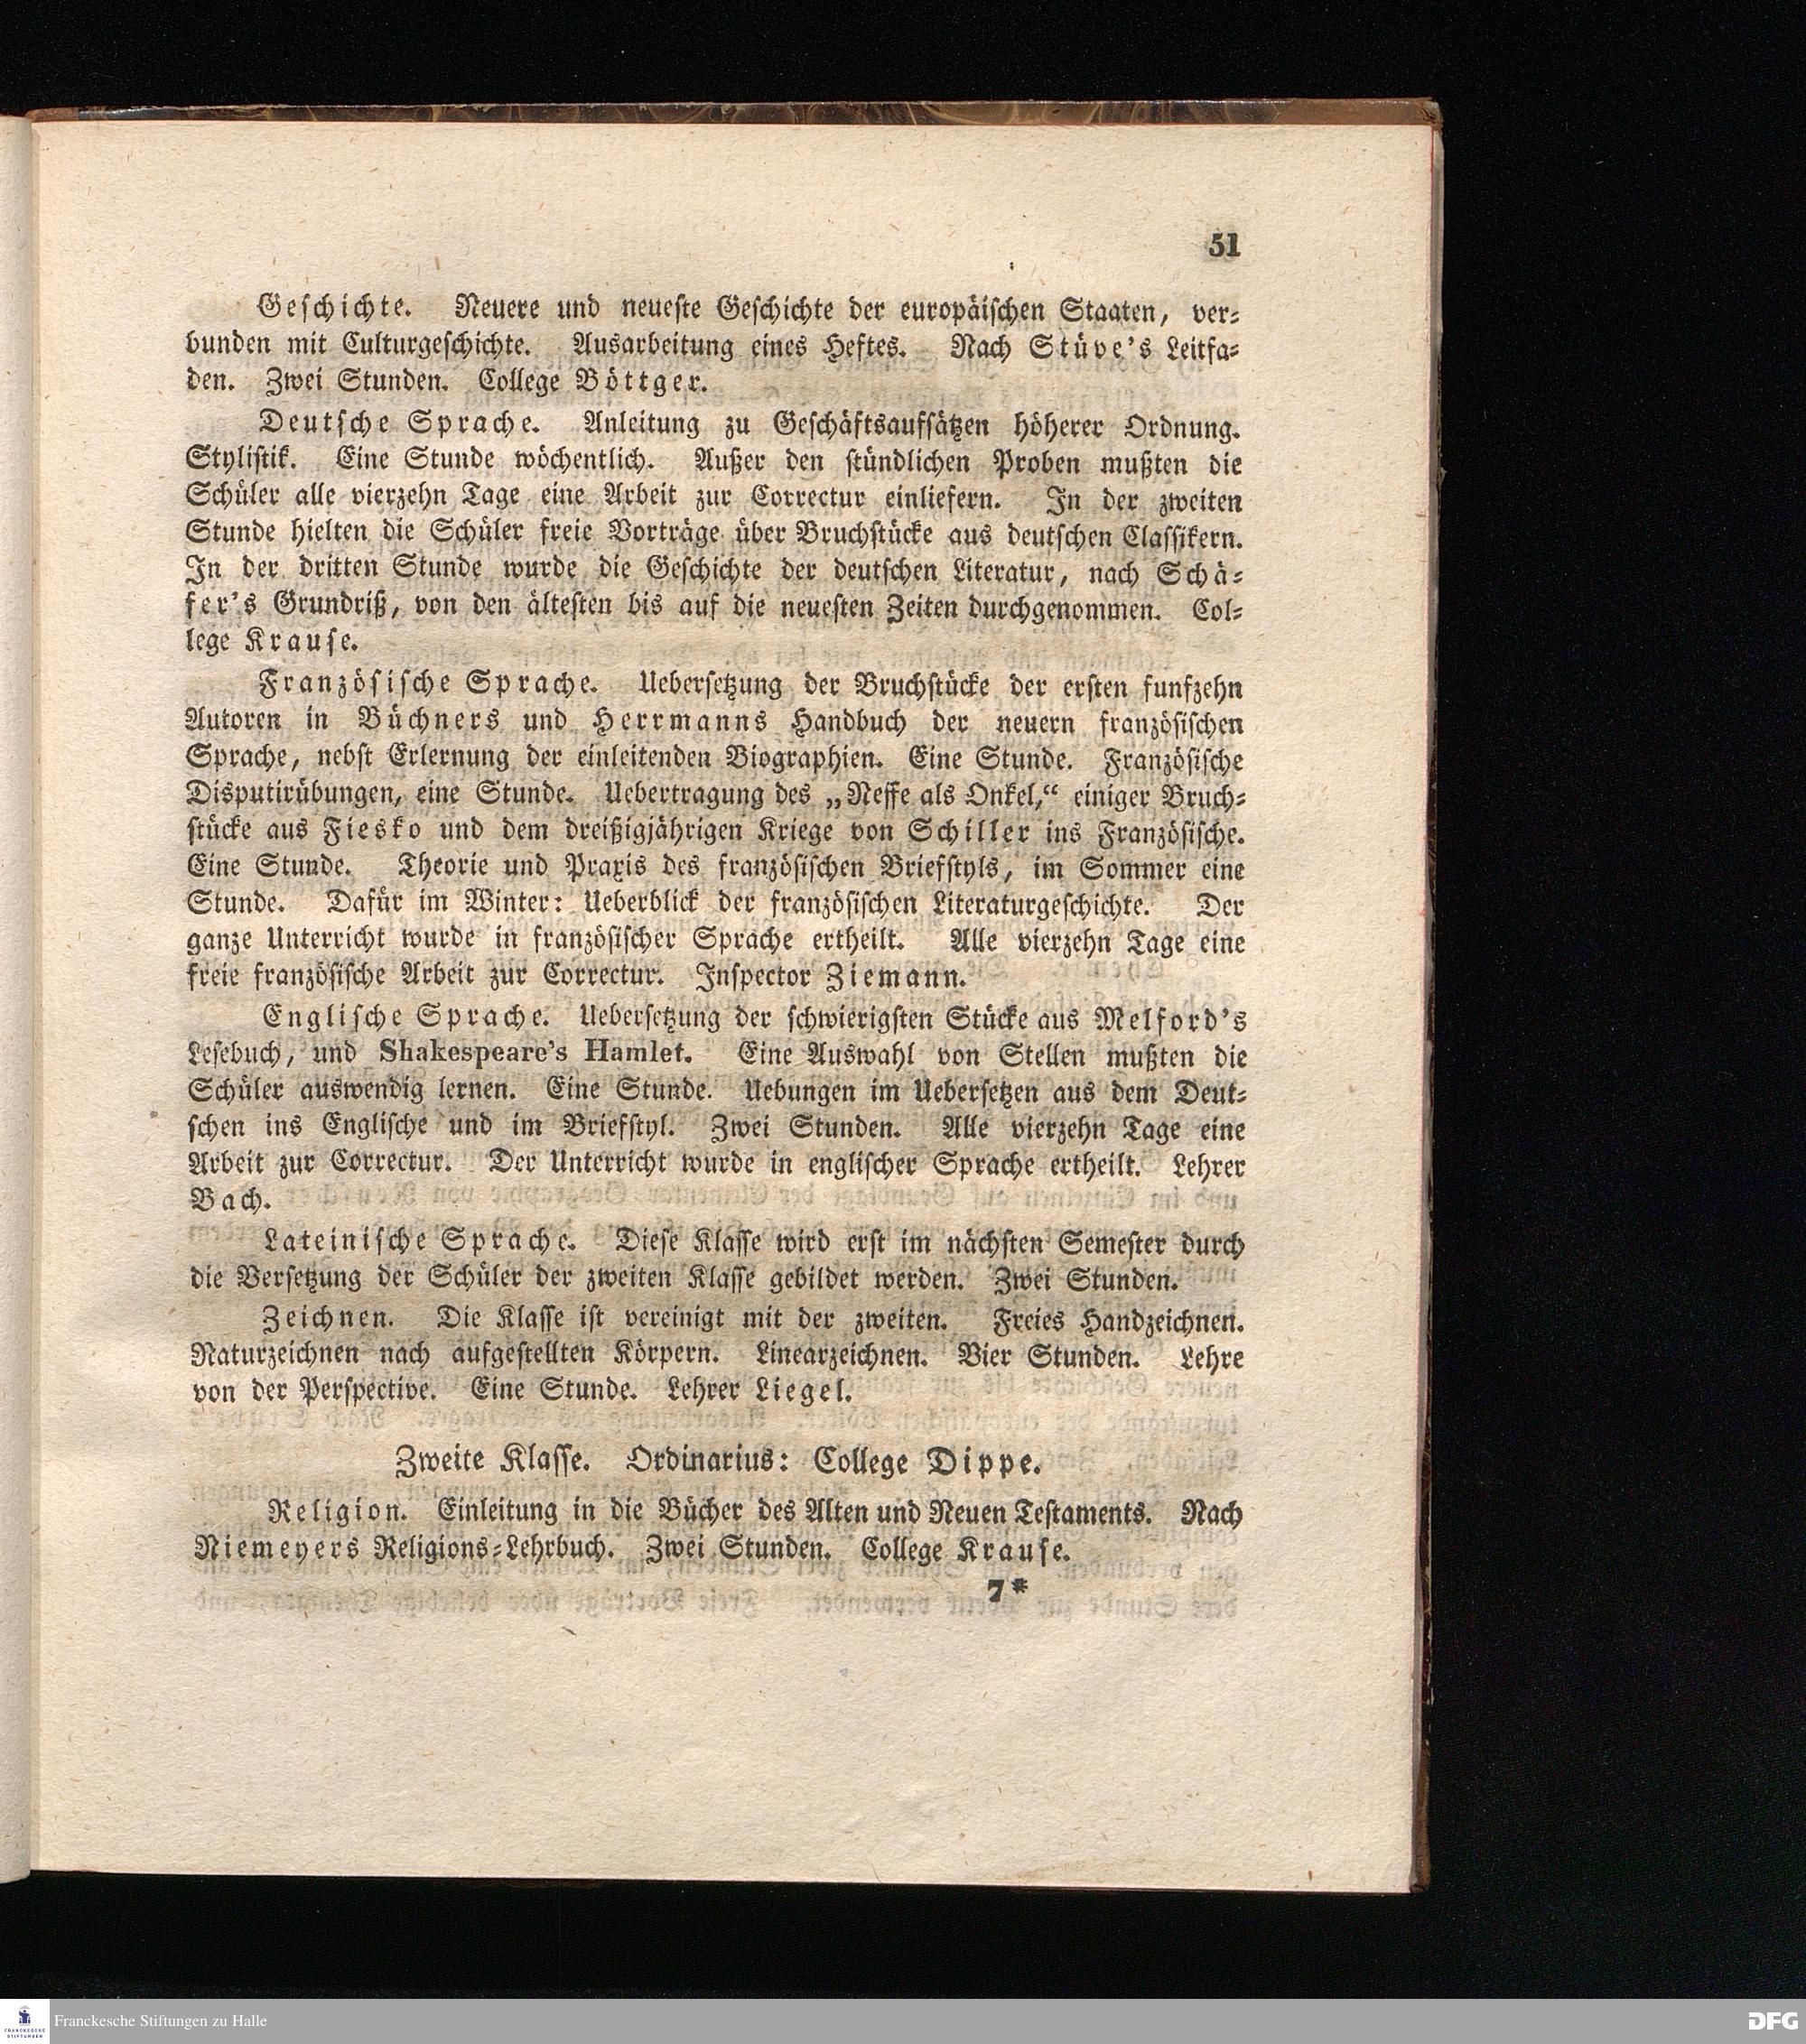 51
Geschichte. Neuere und neueste Geschichte der europäischen Staaten, ver-
bunden mit Culturgeschichte. Ausarbeitung eines Heftes. Nach Stüve's Leitfa-
den. Zwei Stunden. College Böttger.
Deutsche Sprache. Anleitung zu Geschäftsaufsätzen höherer Ordnung.
Stylistik. Eine Stunde wöchentlich. Außer den stündlichen Proben mußten die
Schüler alle vierzehn Tage eine Arbeit zur Correctur einliefern. In der zweiten
Stunde hielten die Schüler freie Vorträge über Bruchstücke aus deutschen Classikern.
In der dritten Stunde wurde die Geschichte der deutschen Literatur, nach Schä-
fer's Grundriß, von den ältesten bis auf die neuesten Zeiten durchgenommen. Col-
lege Krause.
Französische Sprache. Uebersetzung der Bruchstücke der ersten funfzehn
Autoren in Büchners und Herrmanns Handbuch der neuern französischen
Sprache, nebst Erlernung der einleitenden Biographien. Eine Stunde. Französische
Disputirübungen, eine Stunde. Uebertragung des „Neffe als Onkel,“ einiger Bruch-
stücke aus Fiesko und dem dreißigjährigen Kriege von Schiller ins Französische.
Eine Stunde. Theorie und Praxis des französischen Briefstyls, im Sommer eine
Stunde. Dafür im Winter: Ueberblick der französischen Literaturgeschichte. Der
ganze Unterricht wurde in französischer Sprache ertheilt. Alle vierzehn Tage eine
freie französische Arbeit zur Correctur. Inspector Ziemann.
Englische Sprache. Uebersetzung der schwierigsten Stücke aus Melford's
Lesebuch, und Shakespeare's Hamlet. Eine Auswahl von Stellen mußten die
Schüler auswendig lernen. Eine Stunde. Uebungen im Uebersetzen aus dem Deut-
schen ins Englische und im Briefstyl. Zwei Stunden. Alle vierzehn Tage eine
Arbeit zur Correctur. Der Unterricht wurde in englischer Sprache ertheilt. Lehrer
Bach.
Lateinische Sprache. Diese Klasse wird erst im nächsten Semester durch
die Versetzung der Schüler der zweiten Klasse gebildet werden. Zwei Stunden.
Zeichnen. Die Klasse ist vereinigt mit der zweiten. Freies Handzeichnen.
Naturzeichnen nach aufgestellten Körpern. Linearzeichnen. Vier Stunden. Lehre
von der Perspective. Eine Stunde. Lehrer Liegel.
Zweite Klasse. Ordinarius: College Dippe.
Religion. Einleitung in die Bücher des Alten und Neuen Testaments. Nach
Niemeyers Religions-Lehrbuch. Zwei Stunden. College Krause.
7*
FRANCKESCHE STIFTUNGEN
Franckesche Stiftungen zu Halle
DFG